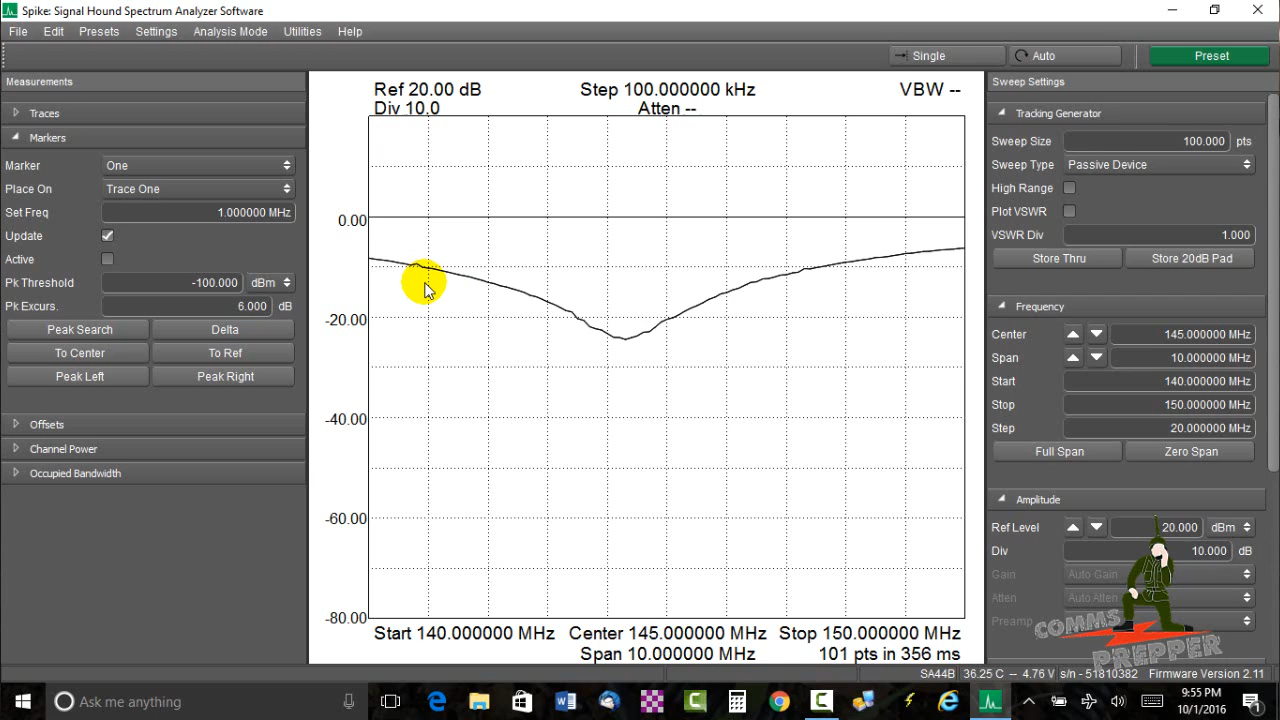 Spike: Signal Hound Spectrum Analyzer Software
File Edit Presets Settings Analysis Mode Utilities Help
Single Auto Preset
Measurements
Traces
Markers
Marker One
Place On Trace One
Set Freq 1.000000 MHz
Update
Active
Pk Threshold -100.000 dBm
Pk Excurs. 6.000 dB
Peak Search Delta
To Center To Ref
Peak Left Peak Right
Offsets
Channel Power
Occupied Bandwidth
Ref 20.00 dB Step 100.000000 kHz VBW --
Div 10.0 Atten --
0.00
-20.00
-40.00
-60.00
-80.00
Start 140.000000 MHz Center 145.000000 MHz Stop 150.000000 MHz
Span 10.000000 MHz 101 pts in 356 ms
Sweep Settings
Tracking Generator
Sweep Size 100.000 pts
Sweep Type Passive Device
High Range
Plot VSWR
VSWR Div 1.000
Store Thru Store 20dB Pad
Frequency
Center 145.000000 MHz
Span 10.000000 MHz
Start 140.000000 MHz
Stop 150.000000 MHz
Step 20.000000 MHz
Full Span Zero Span
Amplitude
Ref Level 20.000 dBm
Div 10.000 dB
Gain Auto Gain
Atten Auto Atten
Preamp
COMMS
PREPPER
SA44B 36.25 C -- 4.76 V s/n - 51810382 Firmware Version 2.11
Ask me anything
9:55 PM
10/1/2016